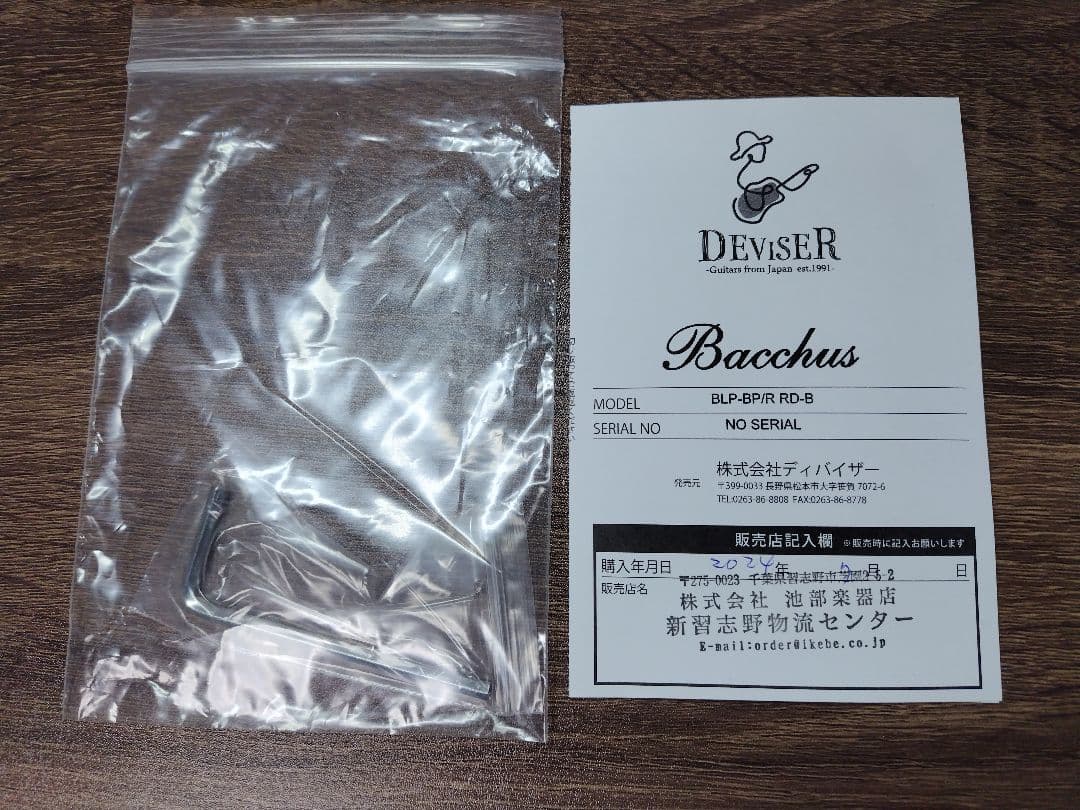 DEVISER
-Guitars from Japan est.1991-
Bacchus
MODEL BLP-BP/R RD-B
SERIAL NO NO SERIAL
株式会社ディバイザー
発売元 〒399-0033 長野県松本市大字笹賀 7072-6
TEL:0263-86-8808 FAX:0263-86-8778
販売店記入欄 ※販売時に記入お願いします
購入年月日 2024年 月 日
〒275-0023 千葉県習志野市
販売店名
株式会社 池部楽器店
新習志野物流センター
E-mail:order@ikebe.co.jp